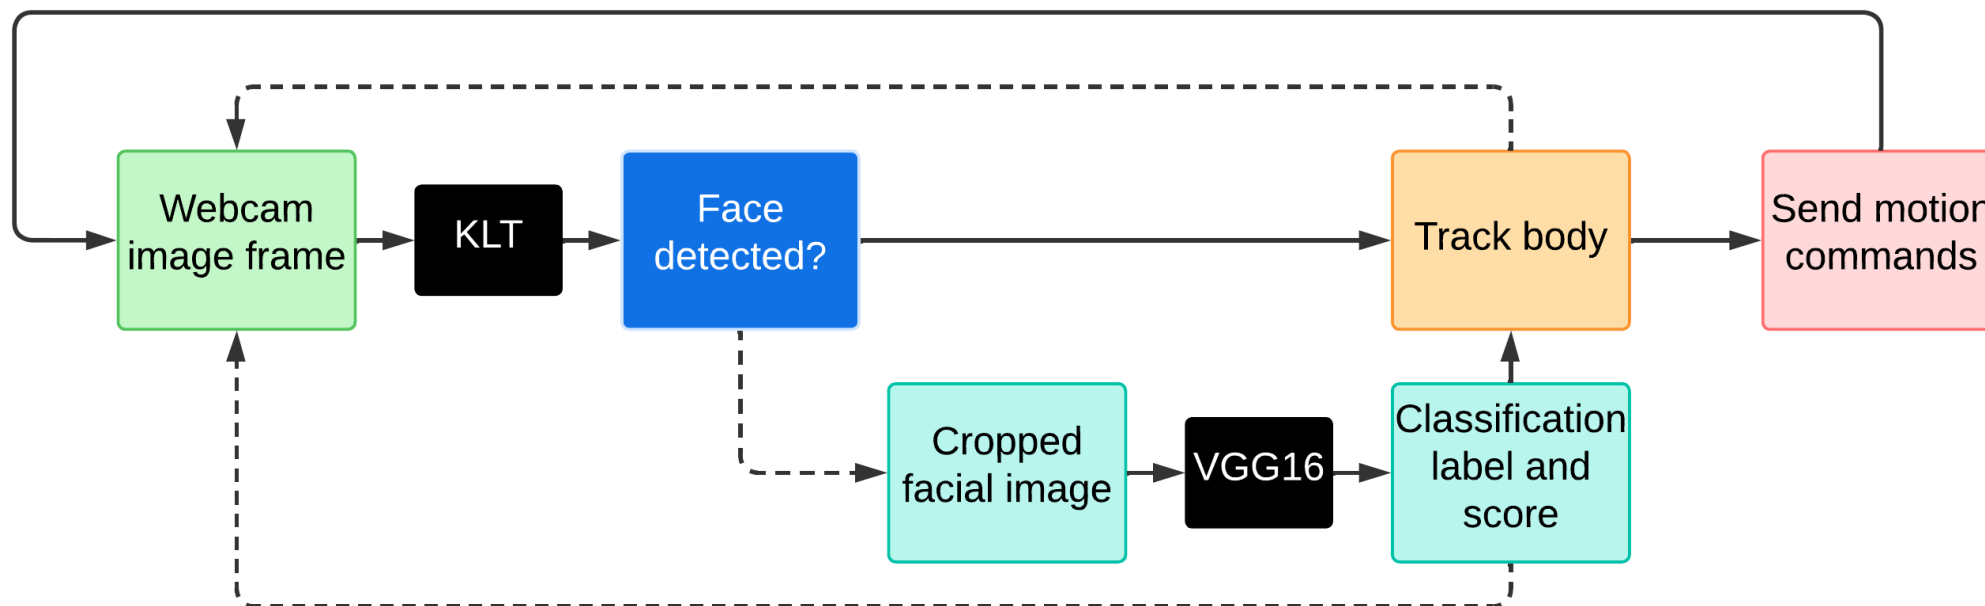 Webcam
image frame
KLT
Face
detected?
Track body
Send motion
commands
Cropped
facial image
VGG16
Classification
label and
score